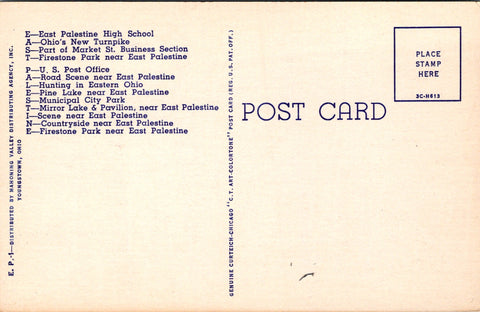 E—East Palestine High School
A—Ohio's New Turnpike
S—Part of Market St. Business Section
T—Firestone Park near East Palestine
P—U. S. Post Office
A—Road Scene near East Palestine
L—Hunting in Eastern Ohio
E—Pine Lake near East Palestine
S—Municipal City Park
T—Mirror Lake & Pavilion, near East Palestine
I—Scene near East Palestine
N—Countryside near East Palestine
E—Firestone Park near East Palestine
E. P.-1—DISTRIBUTED BY MAHONING VALLEY DISTRIBUTING AGENCY, INC.
YOUNGSTOWN, OHIO
GENUINE CURTEICH-CHICAGO "C.T. ART-COLORTONE" POST CARD (REG. U. S. PAT. OFF.)
POST CARD
PLACE
STAMP
HERE
3C-H613